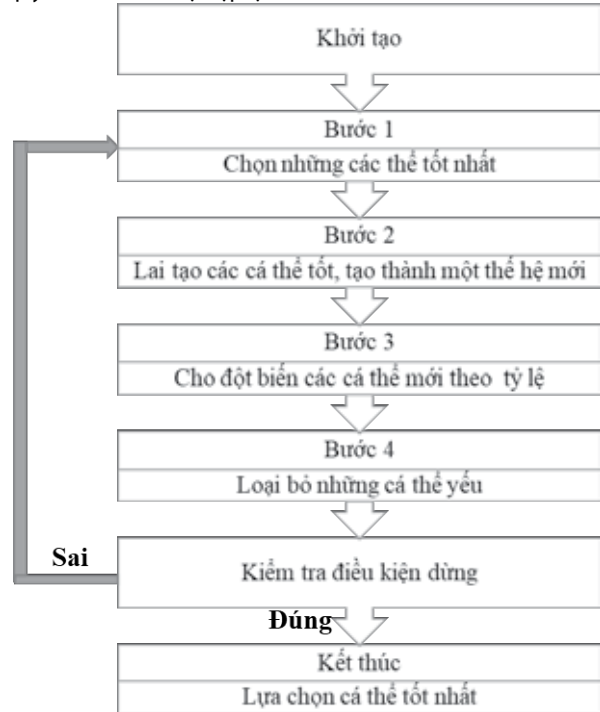 Khởi tạo
Bước 1
Chọn những các thể tốt nhất
Bước 2
Lai tạo các cá thể tốt, tạo thành một thế hệ mới
Bước 3
Cho đột biến các cá thể mới theo tỷ lệ
Bước 4
Loại bỏ những cá thể yếu
Sai
Kiểm tra điều kiện dừng
Đúng
Kết thúc
Lựa chọn cá thể tốt nhất